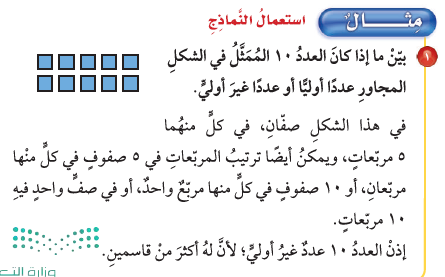 مِثَـــالٌ استعمالُ النَّماذجِ
١ بيّنْ ما إذا كانَ العددُ ١٠ المُمَثَّلُ في الشكلِ
المجاورِ عددًا أوليًّا أو عددًا غيرَ أوليٍّ.
في هذا الشكلِ صفّانِ، في كلٍّ منهُما
٥ مربّعاتٍ، ويمكنُ أيضًا ترتيبُ المربّعاتِ في ٥ صفوفٍ في كلٍّ منها
مربّعانِ، أو ١٠ صفوفٍ في كلٍّ منها مربّعٌ واحدٌ، أو في صفٍّ واحدٍ فيهِ
١٠ مربّعاتٍ.
إذن العددُ ١٠ عددٌ غيرُ أوليٍّ؛ لأنَّ لهُ أكثرَ منْ قاسمينِ.
وزارة التعـ